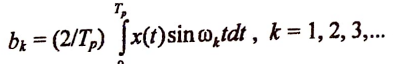 b_k = (2/T_p) ∫_0^{T_p} x(t) sin ω_k t dt , k = 1, 2, 3,...